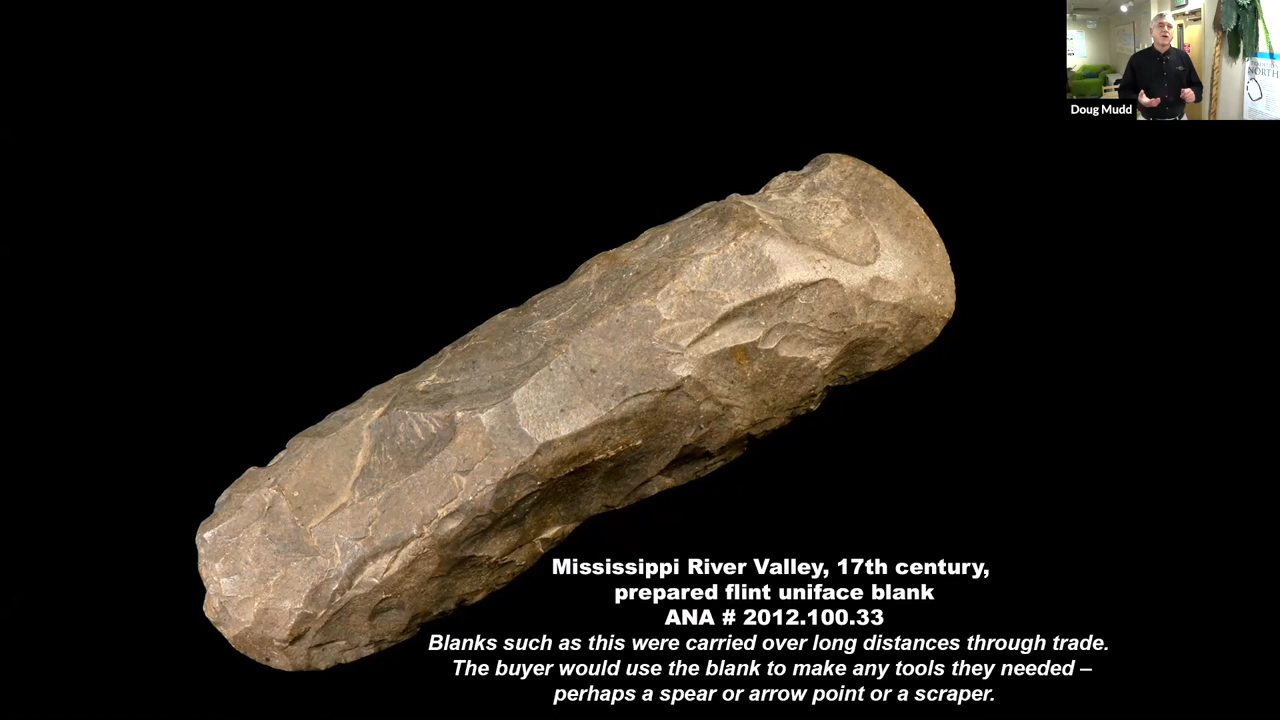 NORTH
Doug Mudd
Mississippi River Valley, 17th century,
prepared flint uniface blank
ANA # 2012.100.33
Blanks such as this were carried over long distances through trade.
The buyer would use the blank to make any tools they needed –
perhaps a spear or arrow point or a scraper.